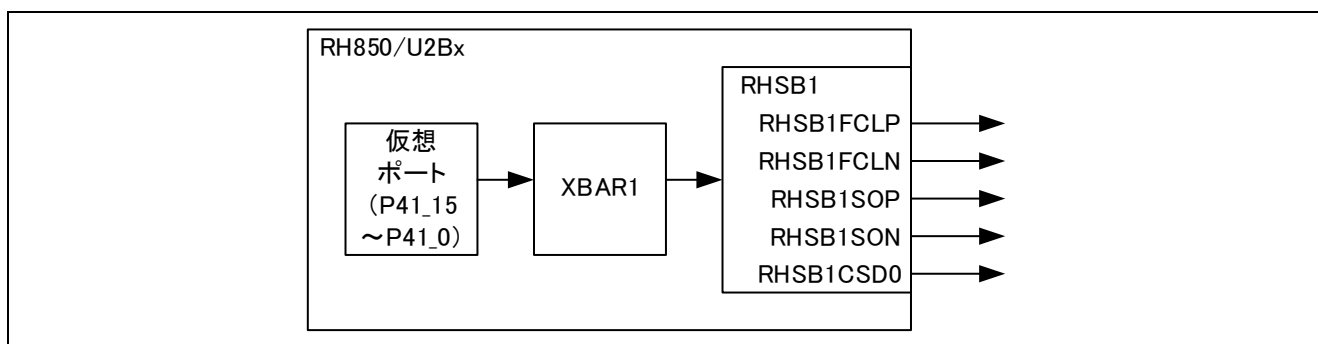 RH850/U2Bx
仮想
ポート
(P41_15
~P41_0)
XBAR1
RHSB1
RHSB1FCLP
RHSB1FCLN
RHSB1SOP
RHSB1SON
RHSB1CSD0